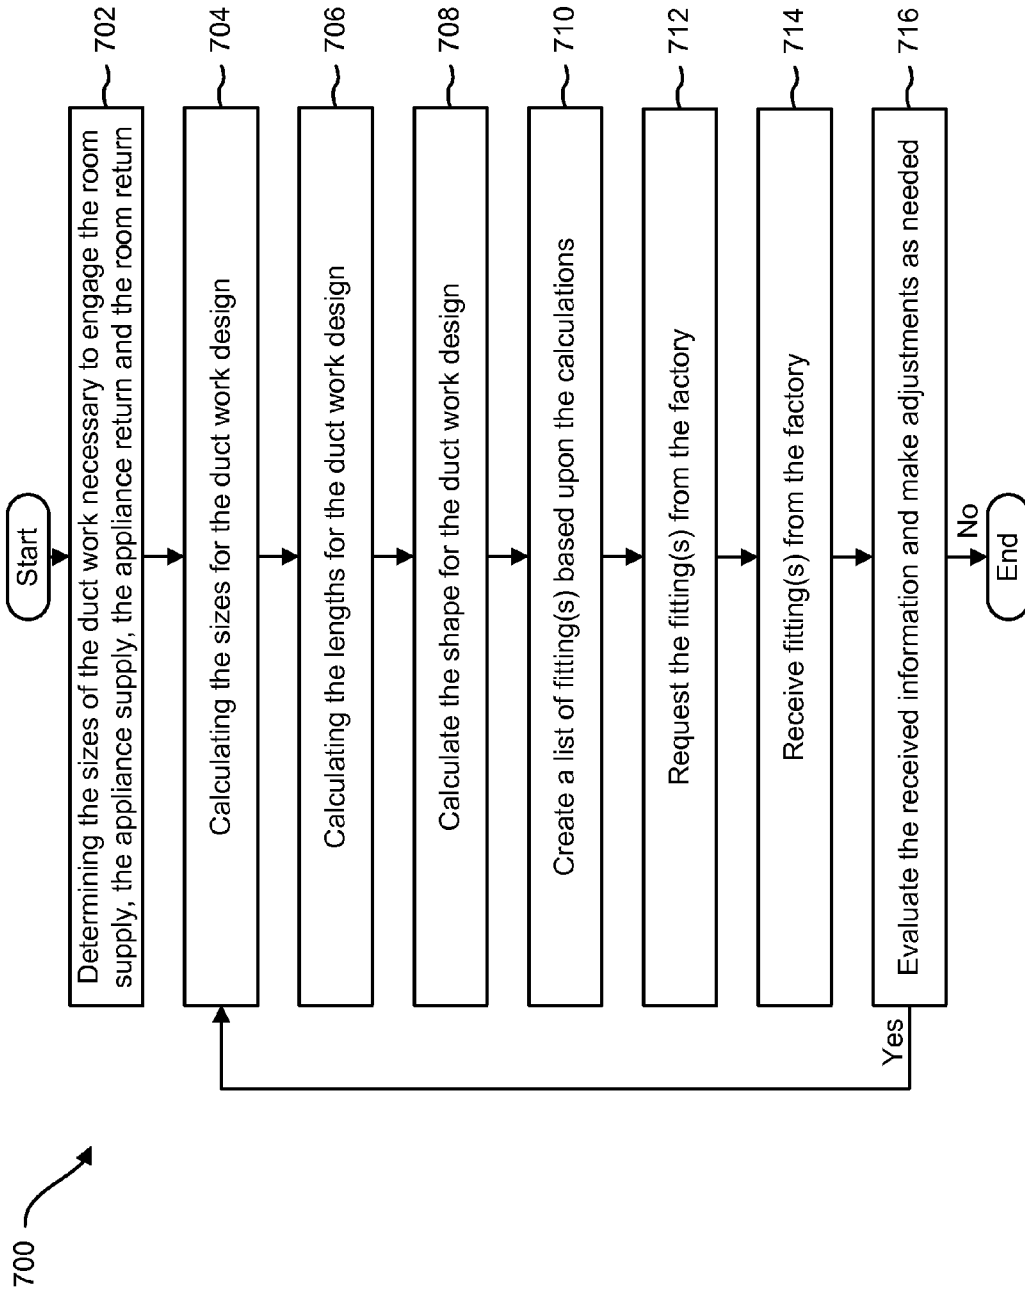 700
Start
Determining the sizes of the duct work necessary to engage the room
supply, the appliance supply, the appliance return and the room return
702
Calculating the sizes for the duct work design
704
Calculating the lengths for the duct work design
706
Calculate the shape for the duct work design
708
Create a list of fitting(s) based upon the calculations
710
Request the fitting(s) from the factory
712
Receive fitting(s) from the factory
714
Evaluate the received information and make adjustments as needed
716
Yes
No
End